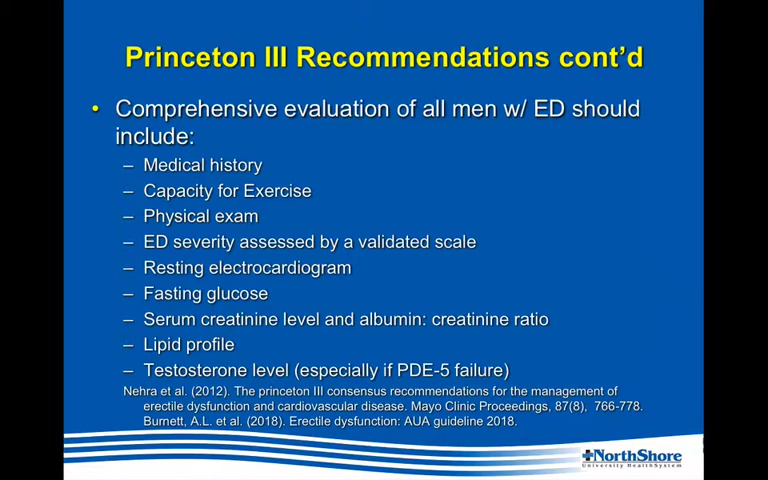 Princeton III Recommendations cont’d
• Comprehensive evaluation of all men w/ ED should
include:
– Medical history
– Capacity for Exercise
– Physical exam
– ED severity assessed by a validated scale
– Resting electrocardiogram
– Fasting glucose
– Serum creatinine level and albumin: creatinine ratio
– Lipid profile
– Testosterone level (especially if PDE-5 failure)
Nehra et al. (2012). The princeton III consensus recommendations for the management of
erectile dysfunction and cardiovascular disease. Mayo Clinic Proceedings, 87(8), 766-778.
Burnett, A.L. et al. (2018). Erectile dysfunction: AUA guideline 2018.
NorthShore
University HealthSystem